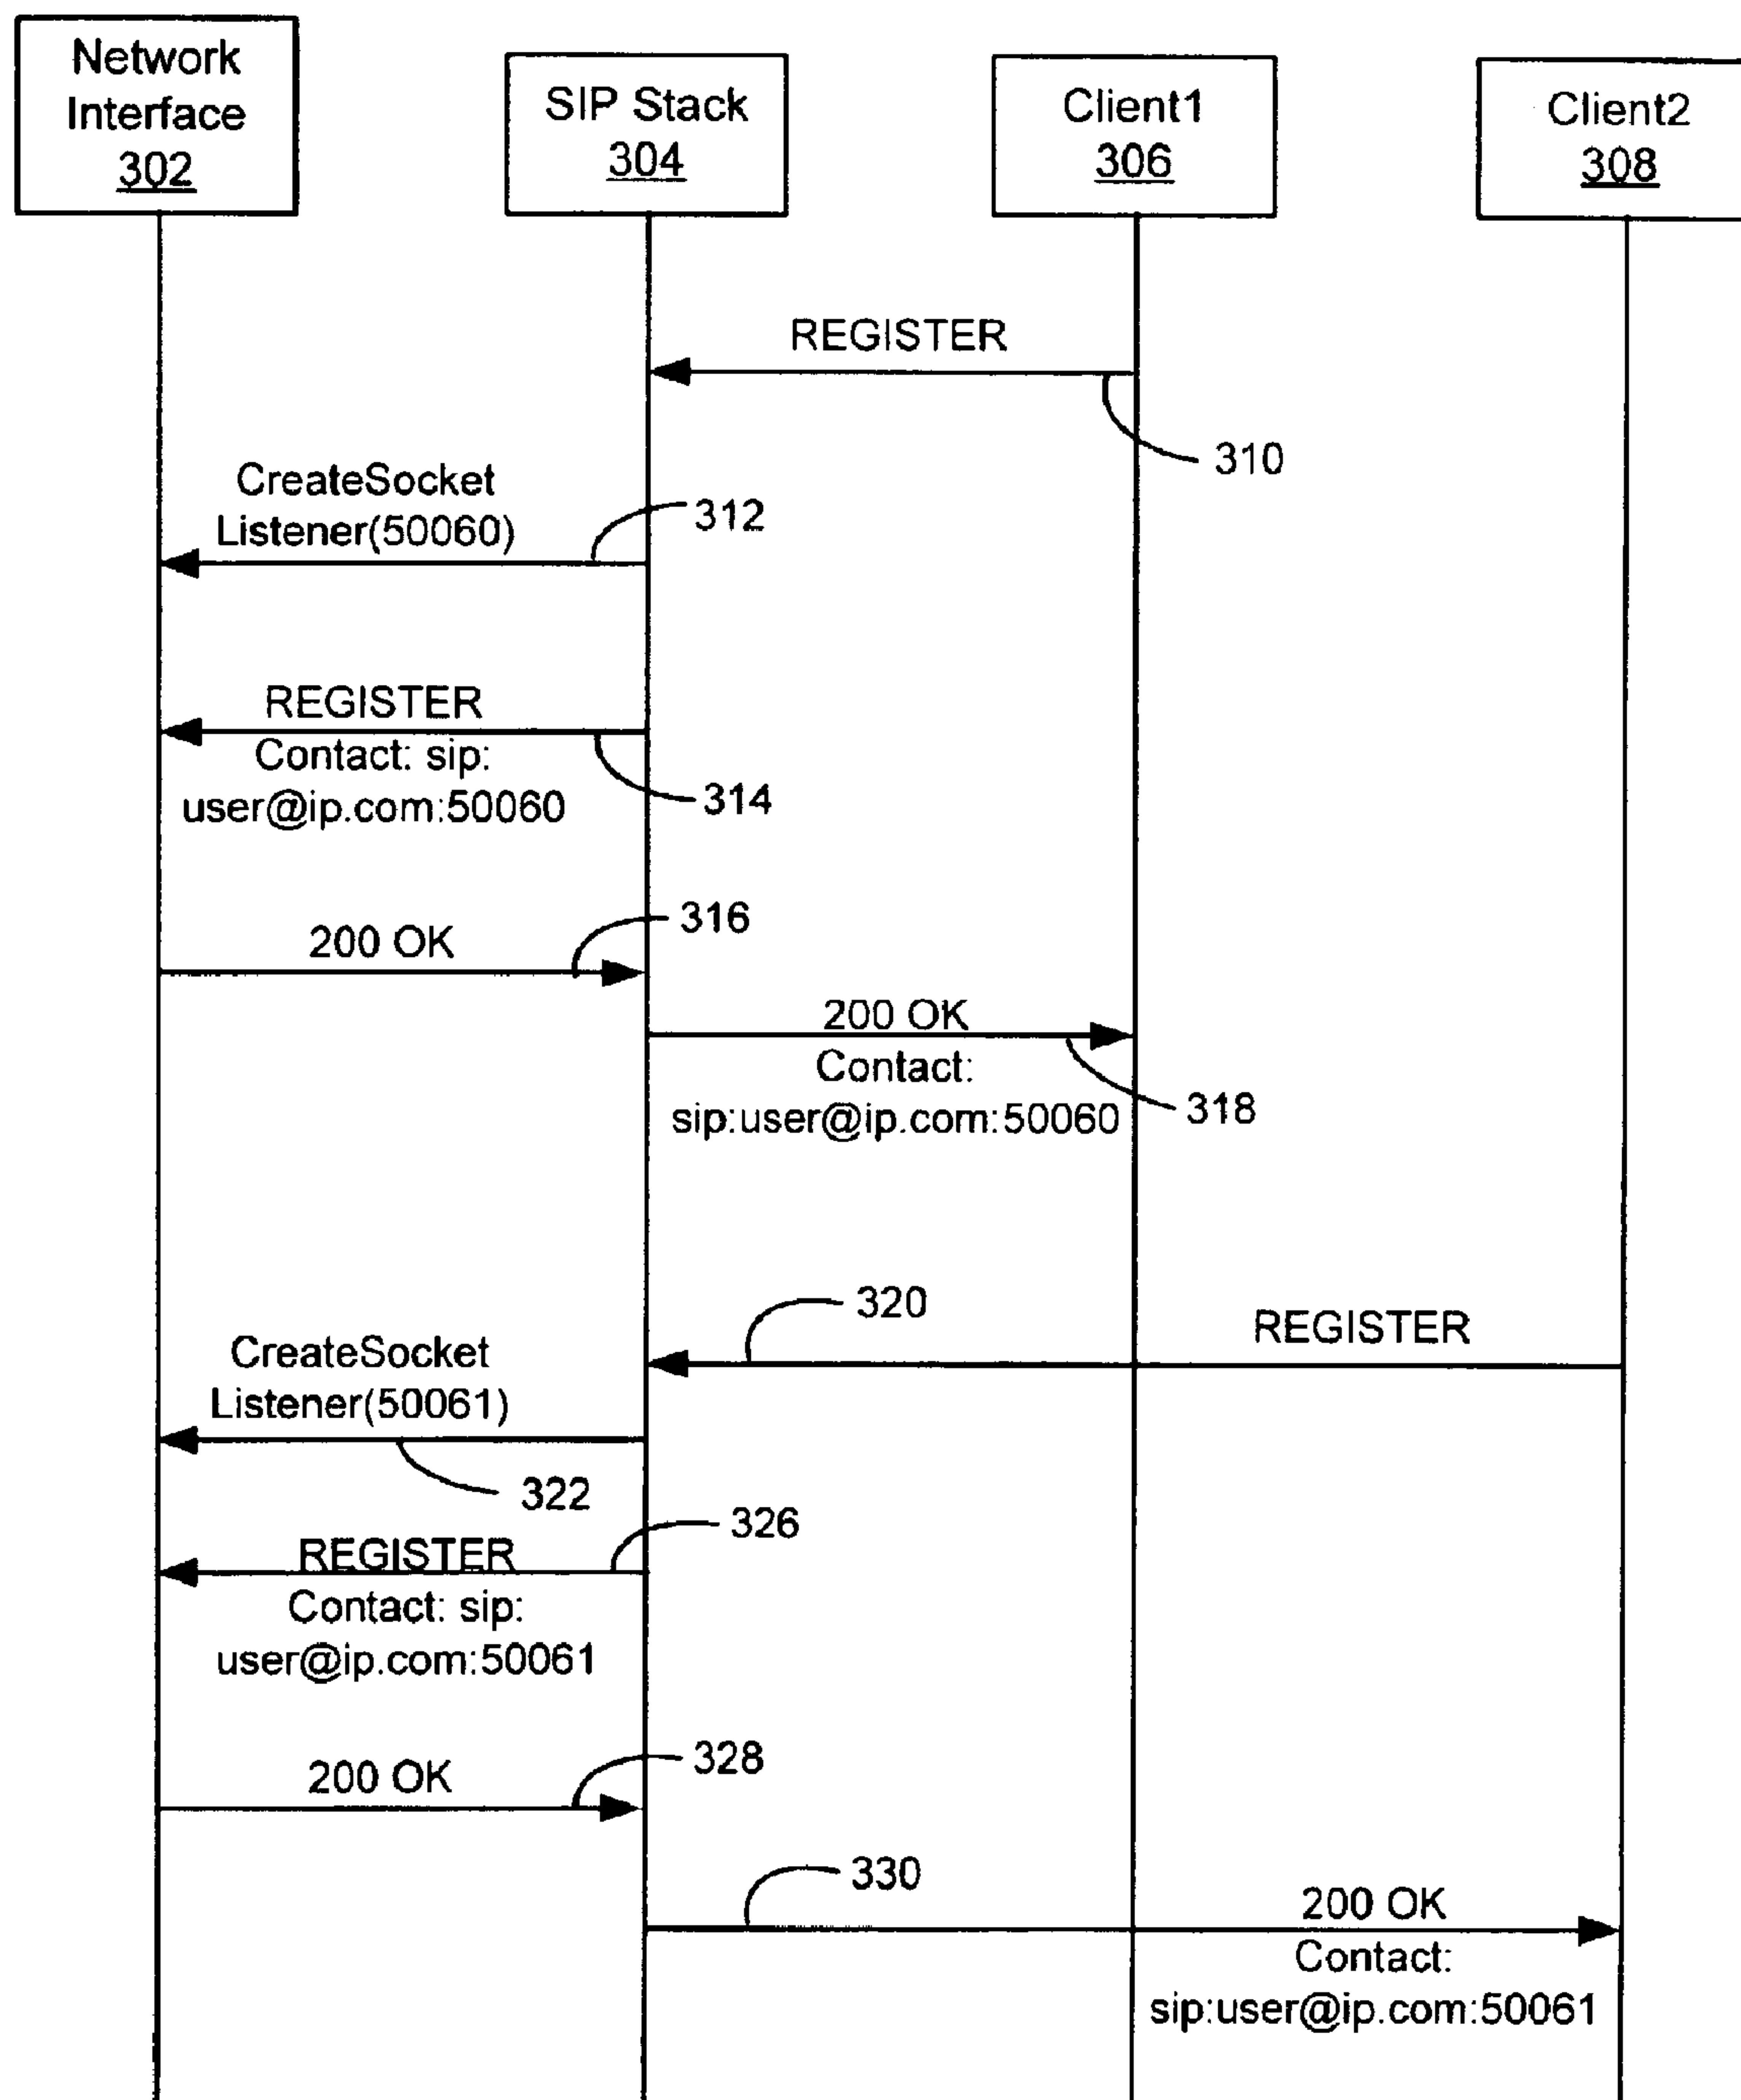 Network
Interface
302
SIP Stack
304
Client1
306
Client2
308
REGISTER
310
CreateSocket
Listener(50060)
312
REGISTER
Contact: sip:
user@ip.com:50060
314
316
200 OK
200 OK
Contact:
sip:user@ip.com:50060
318
320
REGISTER
CreateSocket
Listener(50061)
322
326
REGISTER
Contact: sip:
user@ip.com:50061
328
200 OK
330
200 OK
Contact:
sip:user@ip.com:50061